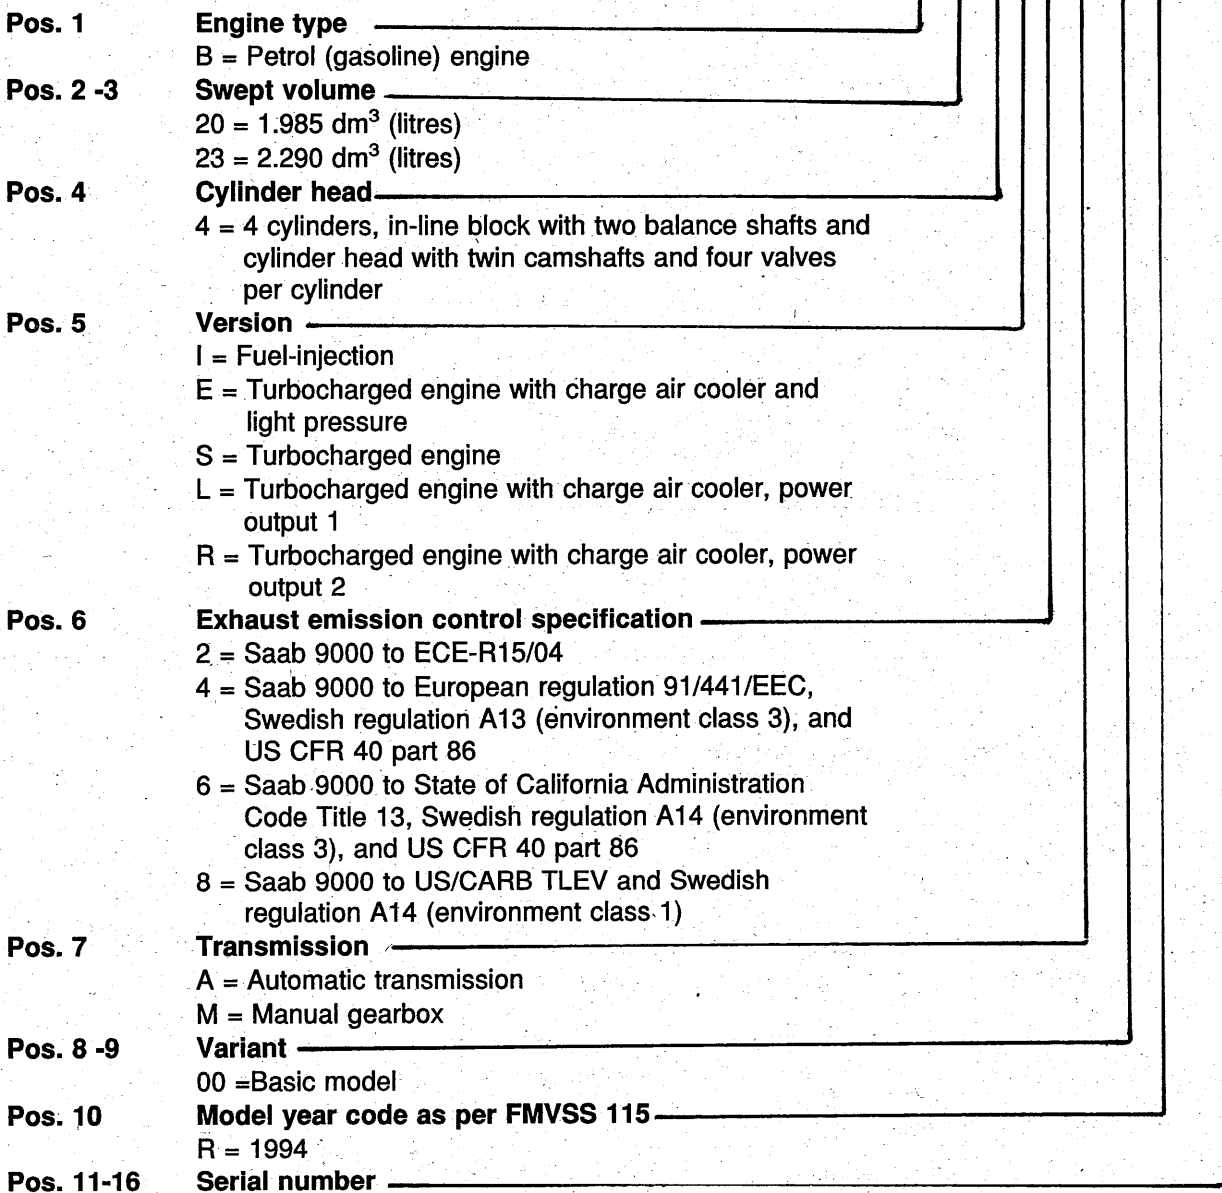 Pos. 1 Engine type
B = Petrol (gasoline) engine
Pos. 2 -3 Swept volume
20 = 1.985 dm³ (litres)
23 = 2.290 dm³ (litres)
Pos. 4 Cylinder head
4 = 4 cylinders, in-line block with two balance shafts and
cylinder head with twin camshafts and four valves
per cylinder
Pos. 5 Version
I = Fuel-injection
E = Turbocharged engine with charge air cooler and
light pressure
S = Turbocharged engine
L = Turbocharged engine with charge air cooler, power
output 1
R = Turbocharged engine with charge air cooler, power
output 2
Pos. 6 Exhaust emission control specification
2 = Saab 9000 to ECE-R15/04
4 = Saab 9000 to European regulation 91/441/EEC,
Swedish regulation A13 (environment class 3), and
US CFR 40 part 86
6 = Saab 9000 to State of California Administration
Code Title 13, Swedish regulation A14 (environment
class 3), and US CFR 40 part 86
8 = Saab 9000 to US/CARB TLEV and Swedish
regulation A14 (environment class 1)
Pos. 7 Transmission
A = Automatic transmission
M = Manual gearbox
Pos. 8 -9 Variant
00 =Basic model
Pos. 10 Model year code as per FMVSS 115
R = 1994
Pos. 11-16 Serial number